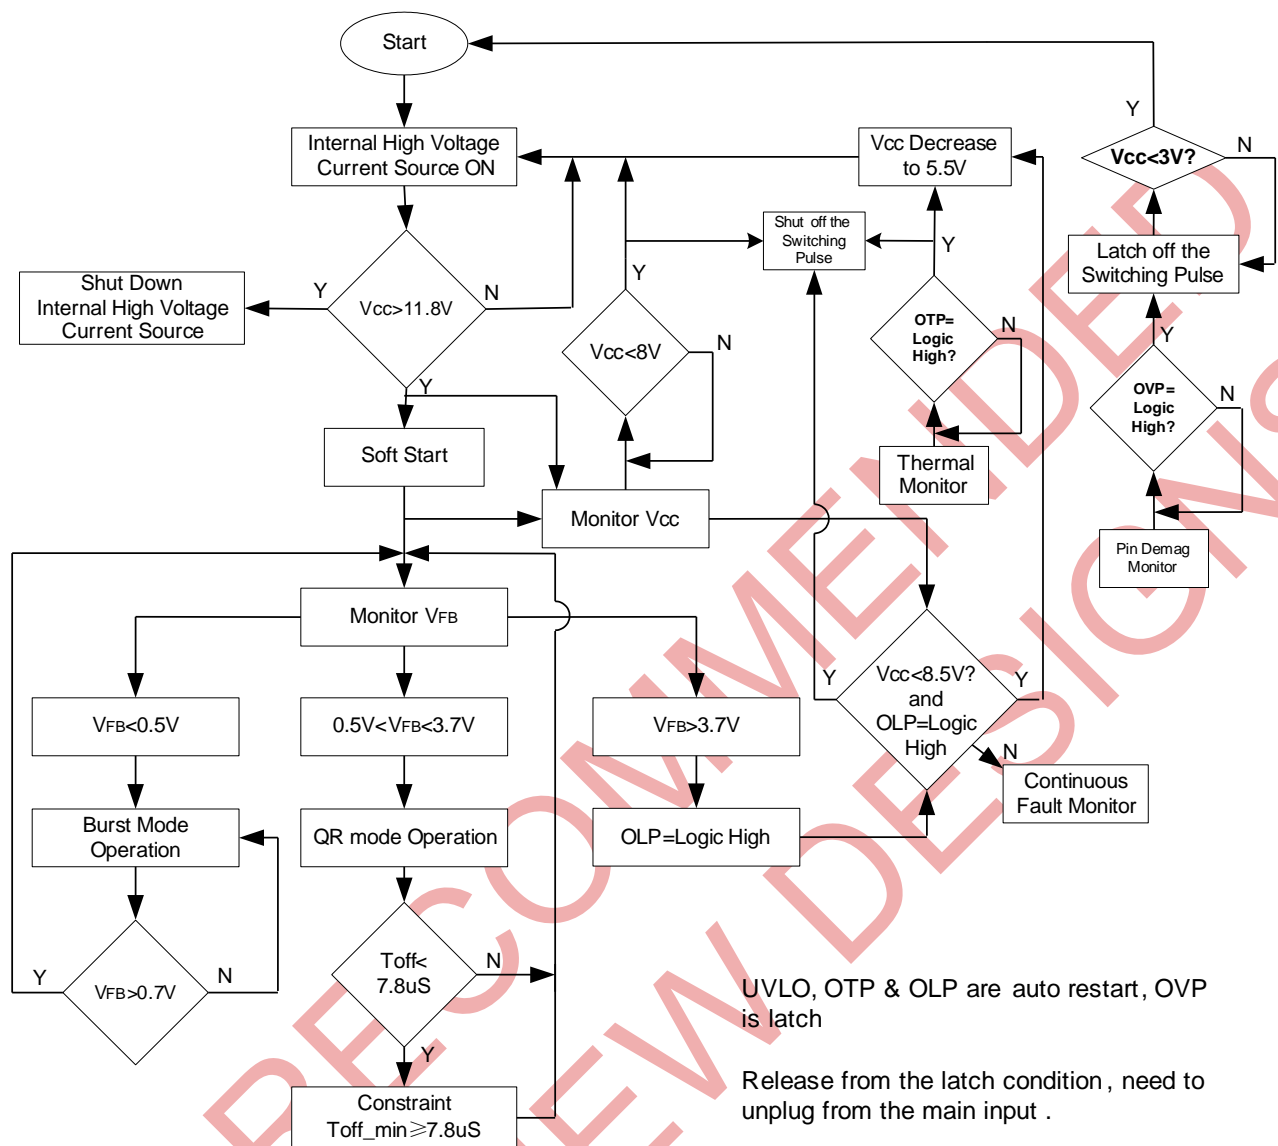 Start
Y
Internal High Voltage
Current Source ON
Vcc Decrease
to 5.5V
Vcc<3V?
N
Shut off the
Switching
Pulse
Y
Y
Latch off the
Switching Pulse
Shut Down
Internal High Voltage
Current Source
Y
Vcc>11.8V
N
Y
Vcc<8V
N
OTP=
Logic
High?
N
Y
OVP=
Logic
High?
N
Y
Soft Start
Thermal
Monitor
Monitor Vcc
Pin Demag
Monitor
Monitor VFB
Y
Vcc<8.5V?
and
OLP=Logic
High
Y
N
VFB<0.5V
0.5V<VFB<3.7V
VFB>3.7V
Continuous
Fault Monitor
Burst Mode
Operation
QR mode Operation
OLP=Logic High
Y
VFB>0.7V
N
Toff<
7.8uS
N
Y
Constraint
Toff_min≥7.8uS
UVLO, OTP & OLP are auto restart, OVP
is latch
Release from the latch condition, need to
unplug from the main input .
RECOMMENDED
NEW DESIGNS